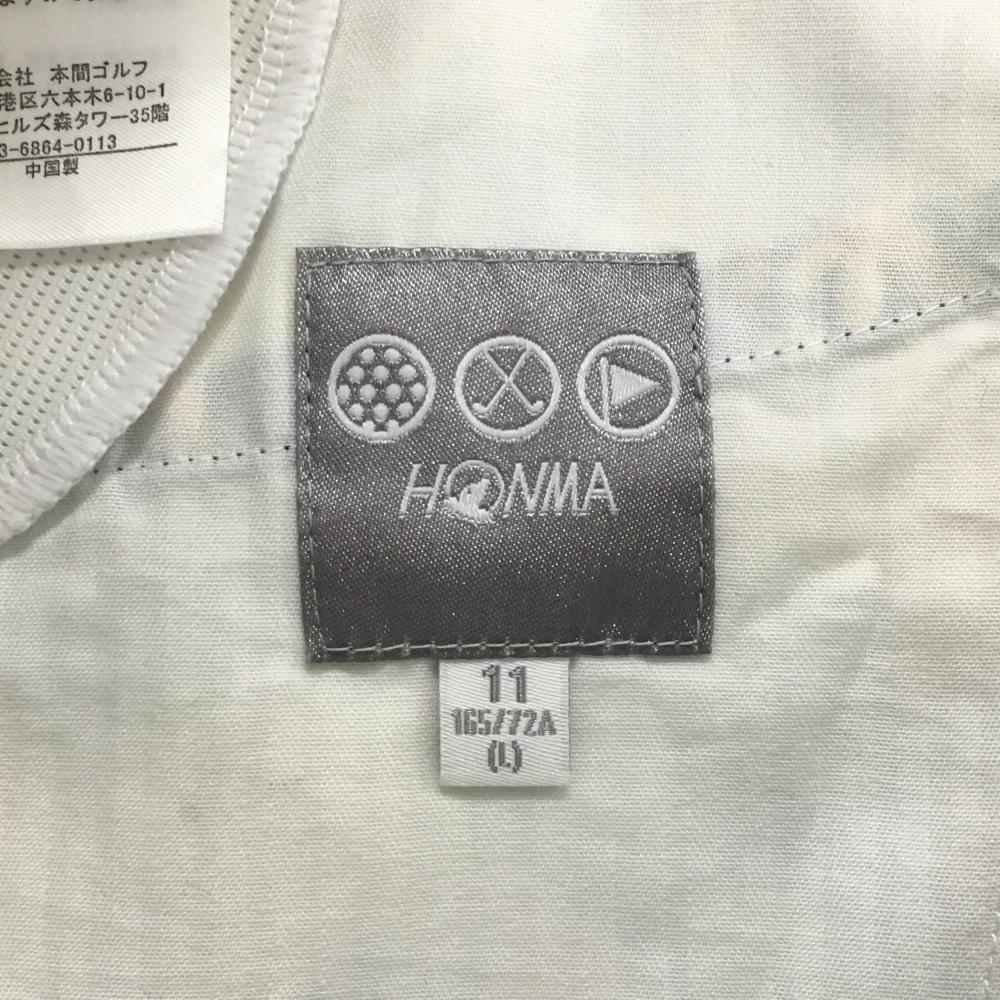 会社 本間ゴルフ
港区六本木6-10-1
ヒルズ森タワー35階
3-6864-0113
中国製
HONMA
11
165/72A
(L)